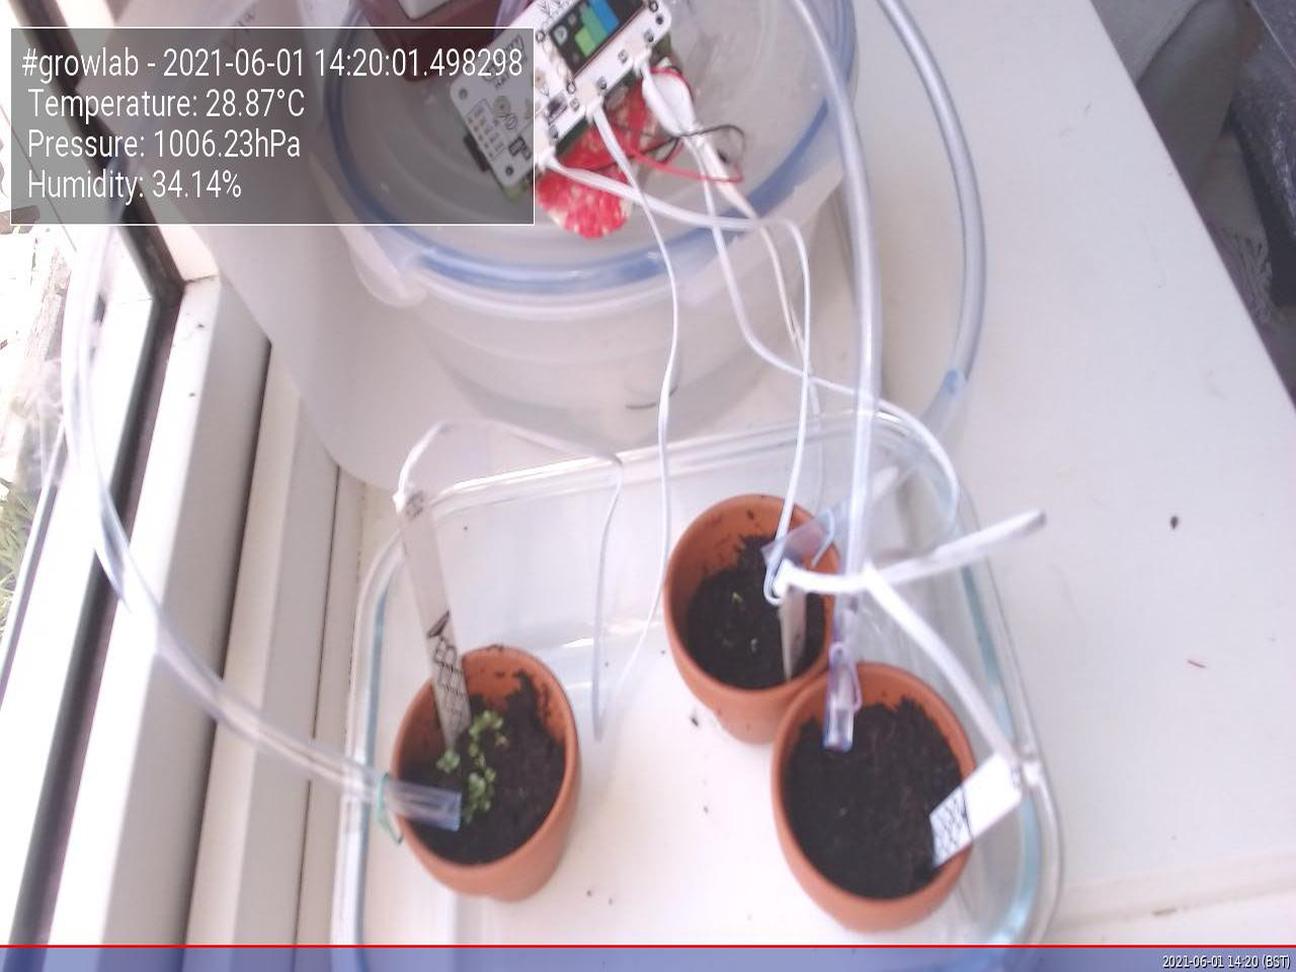 #growlab - 2021-06-01 14:20:01.498298
Temperature: 28.87°C
Pressure: 1006.23hPa
Humidity: 34.14%
2021-06-01 14:20 (BST)